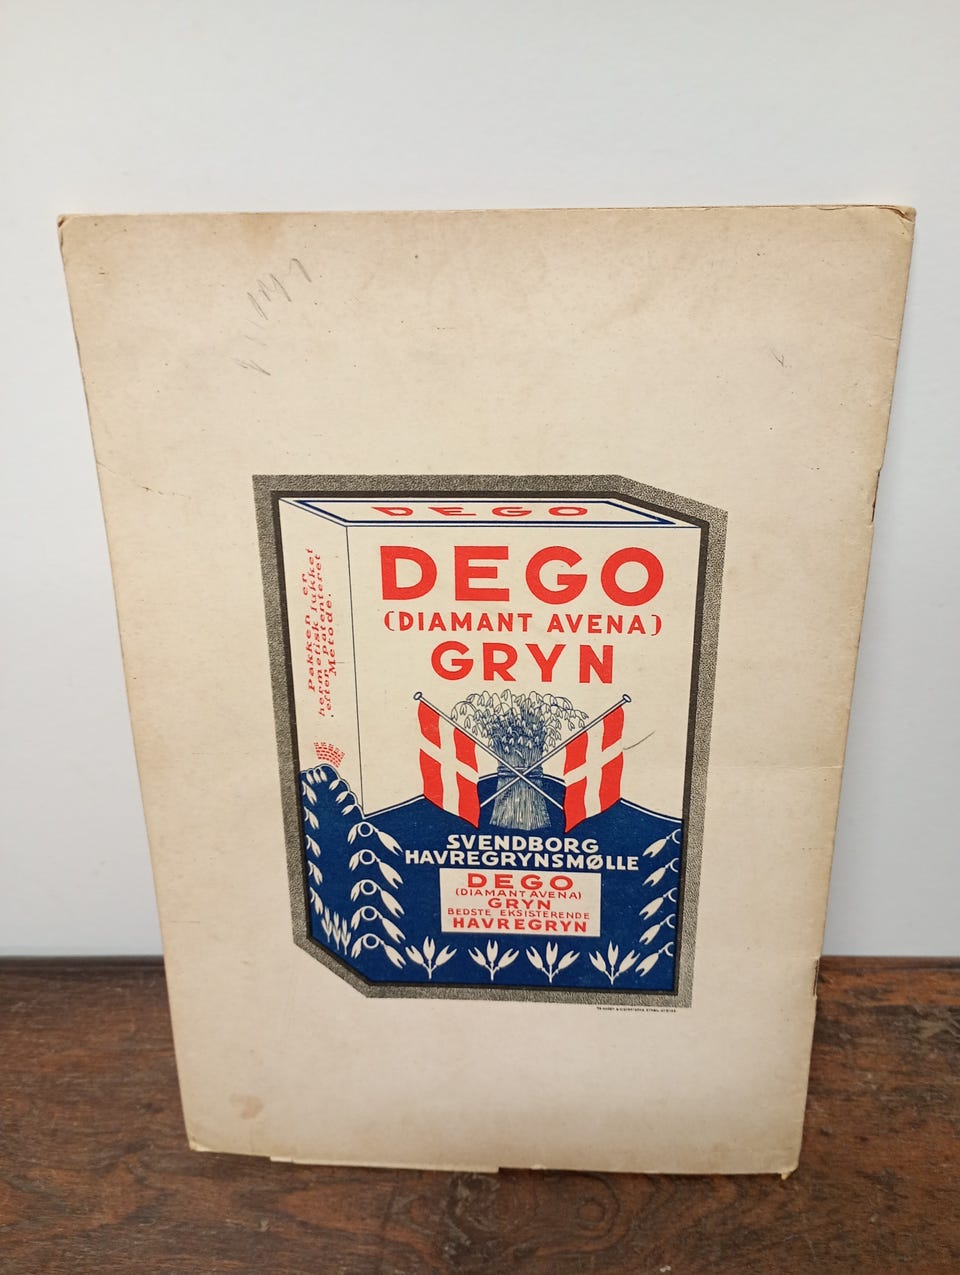 DEGO
DEGO
(DIAMANT AVENA)
GRYN
Pakken er
hermetisk lukket
efter Patenteret
Metode.
SVENDBORG
HAVREGRYNSMØLLE
DEGO
(DIAMANT AVENA)
GRYN
BEDSTE EKSISTERENDE
HAVREGRYN